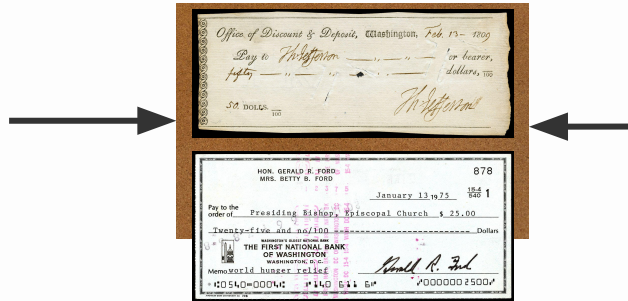 Office of Discount & Deposit, Washington, Feb. 13 - 1809
Pay to Th Jefferson or bearer,
fifty dollars, /100
50. DOLLS. /100
Th Jefferson
HON. GERALD R. FORD
MRS. BETTY B. FORD
878
January 13, 1975
15-4
540
1
Pay to the
order of Presiding Bishop, Episcopal Church $ 25.00
Twenty-five and no/100 Dollars
WASHINGTON'S OLDEST NATIONAL BANK
THE FIRST NATIONAL BANK
OF WASHINGTON
WASHINGTON, D.C.
Memo world hunger relief
Gerald R. Ford